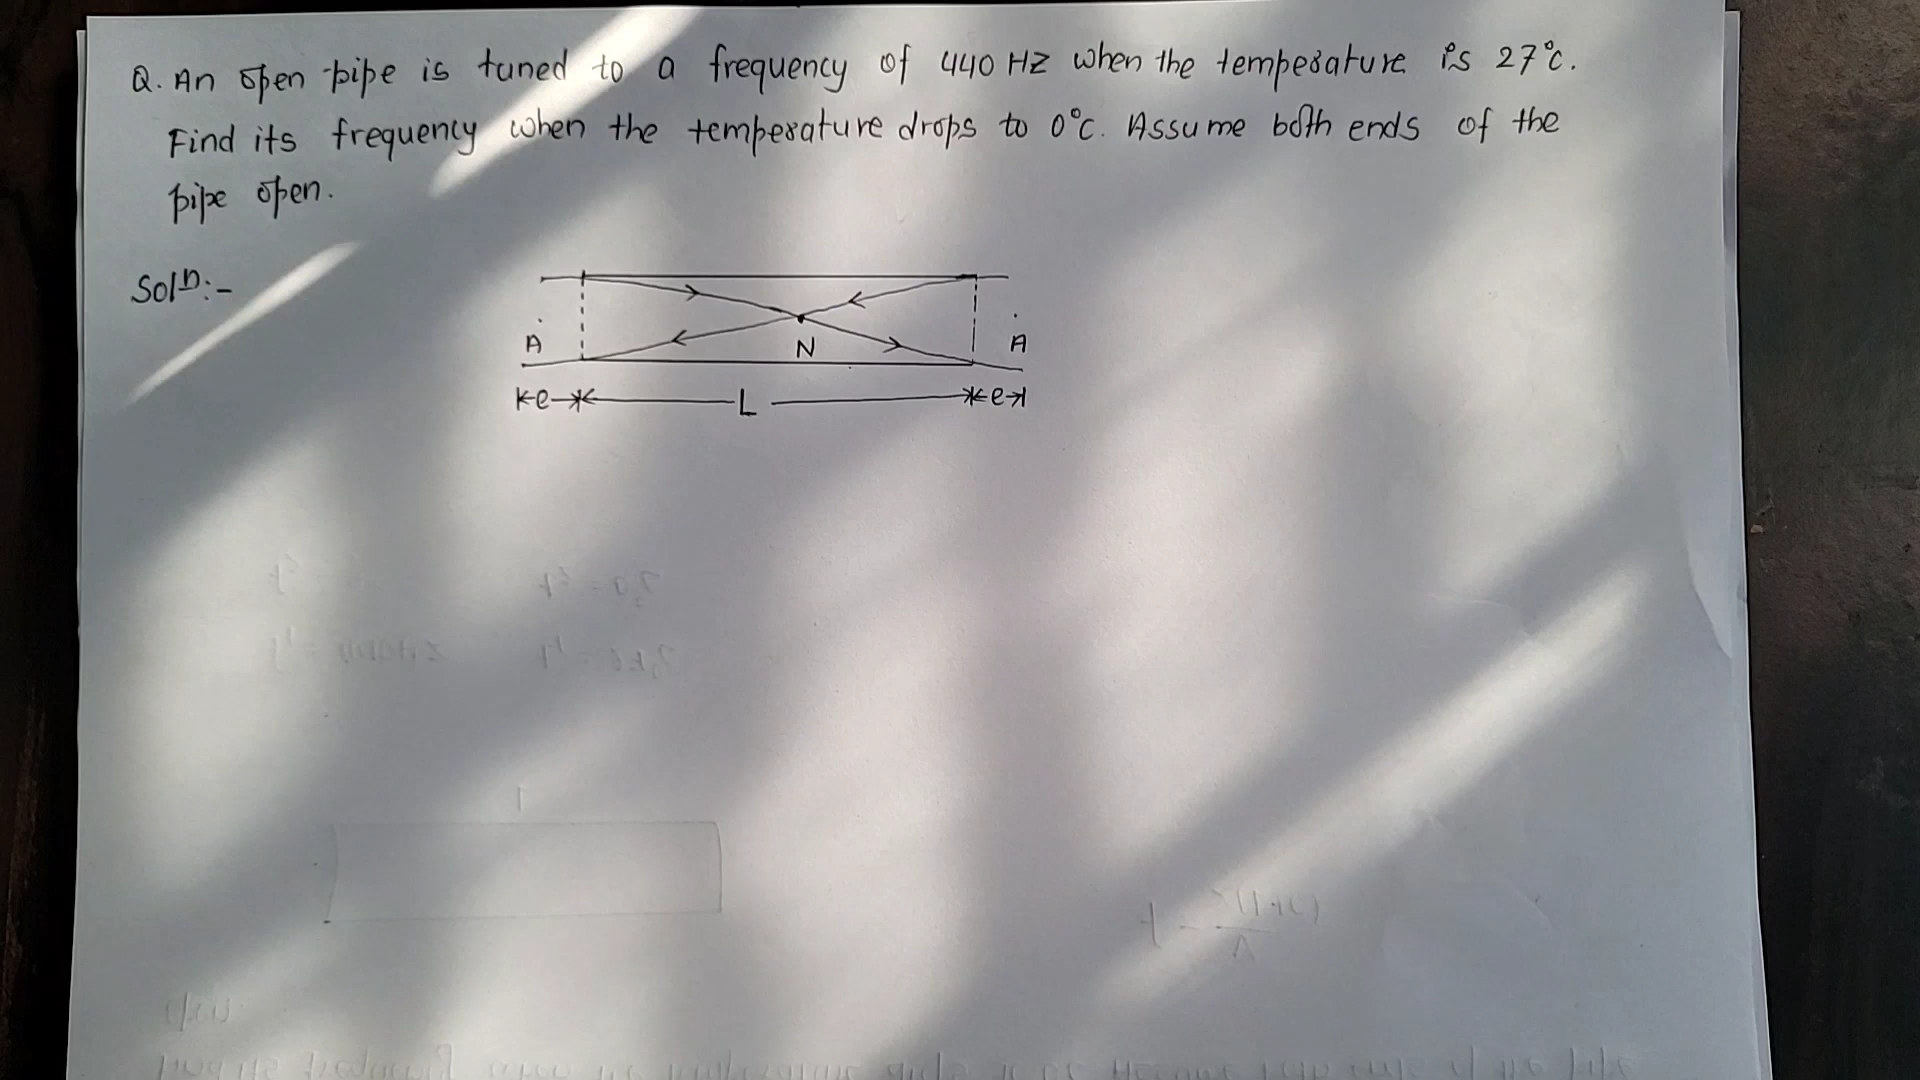 Q. An open pipe is tuned to a frequency of 440 HZ when the temperature is 27°c.
Find its frequency when the temperature drops to 0°c. Assume both ends of the
pipe open.
Solⁿ:-
A N A
e L e